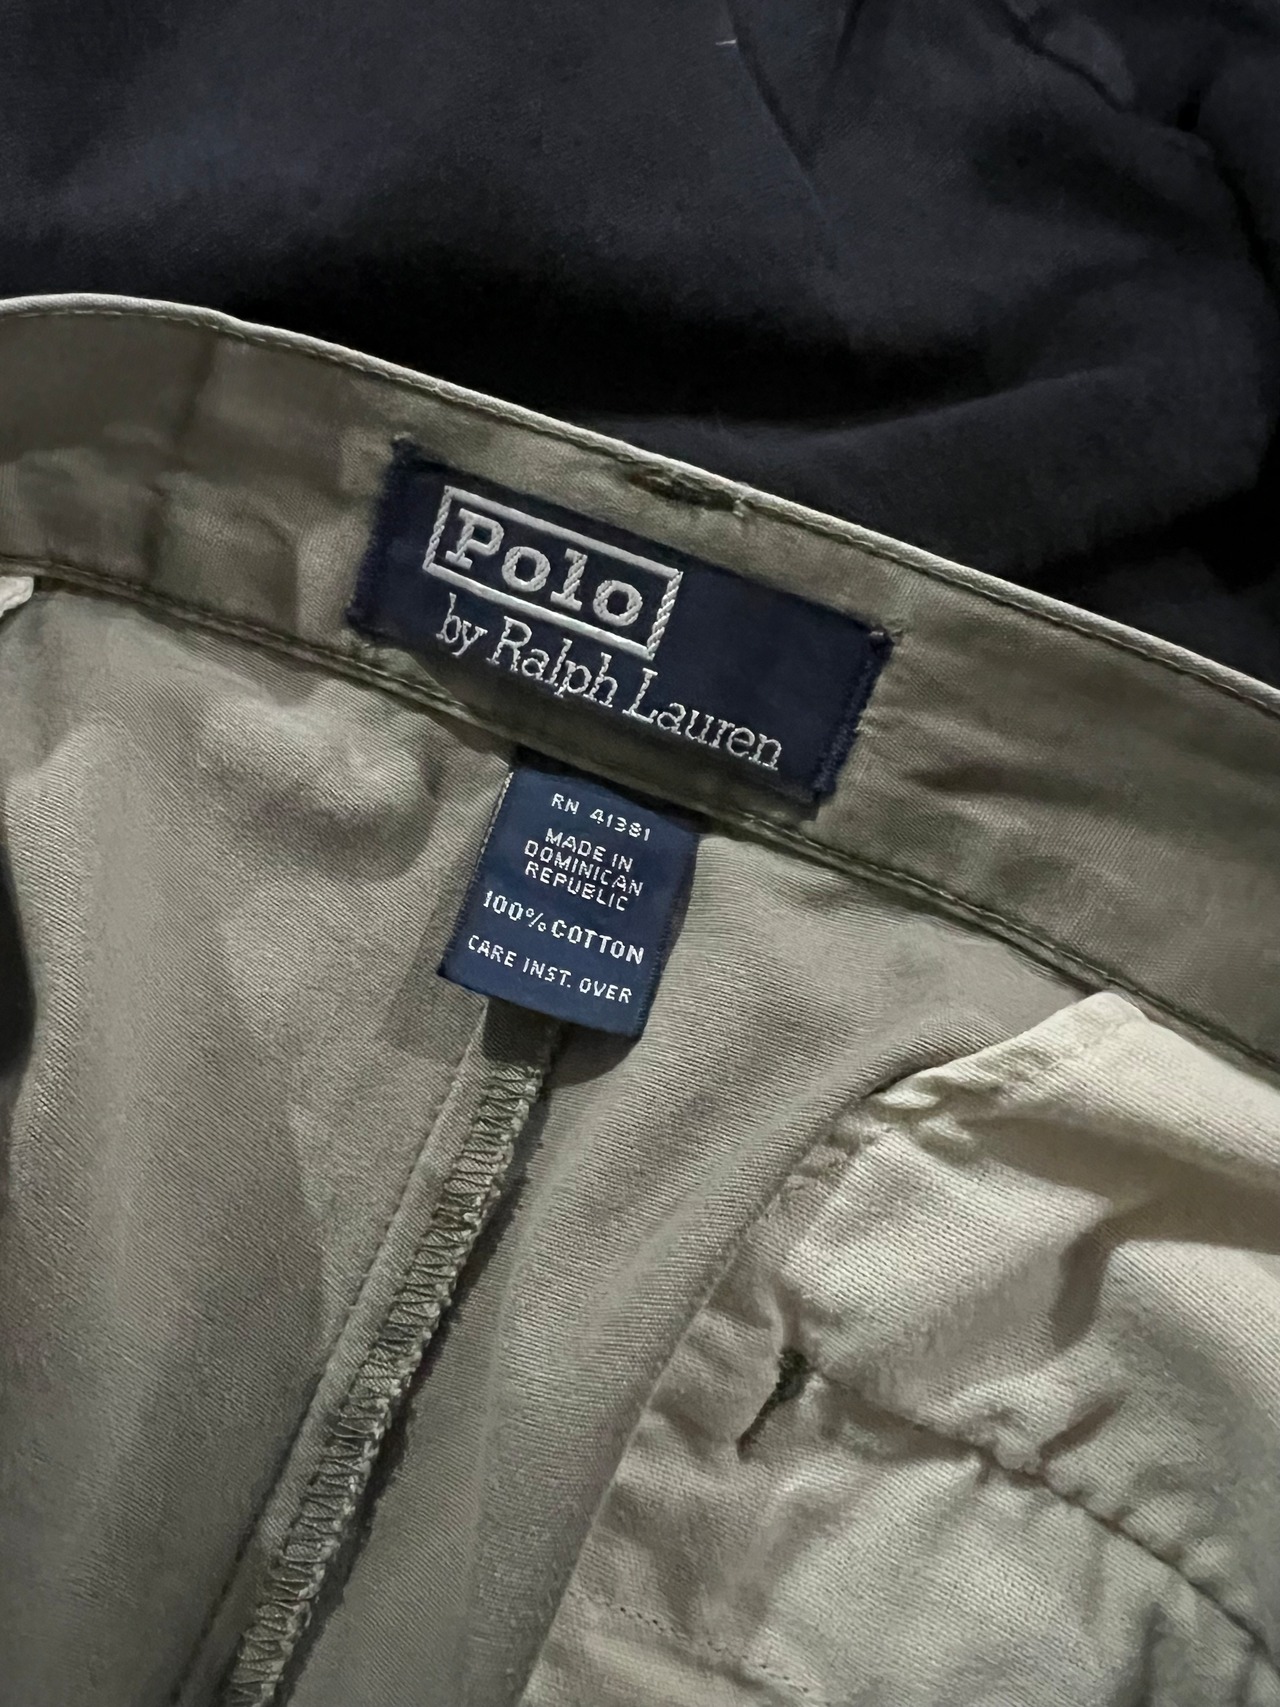 Polo
by Ralph Lauren
RN 41381
MADE IN
DOMINICAN
REPUBLIC
100% COTTON
CARE INST. OVER